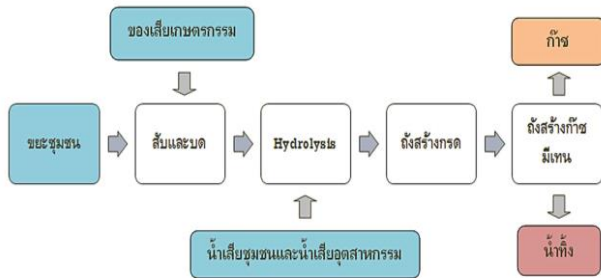 ของเสียเกษตรกรรม
ก๊าซ
ขยะชุมชน
สับและบด
Hydrolysis
ถังสร้างกรด
ถังสร้างก๊าซ
มีเทน
น้ำเสียชุมชนและน้ำเสียอุตสาหกรรม
น้ำทิ้ง